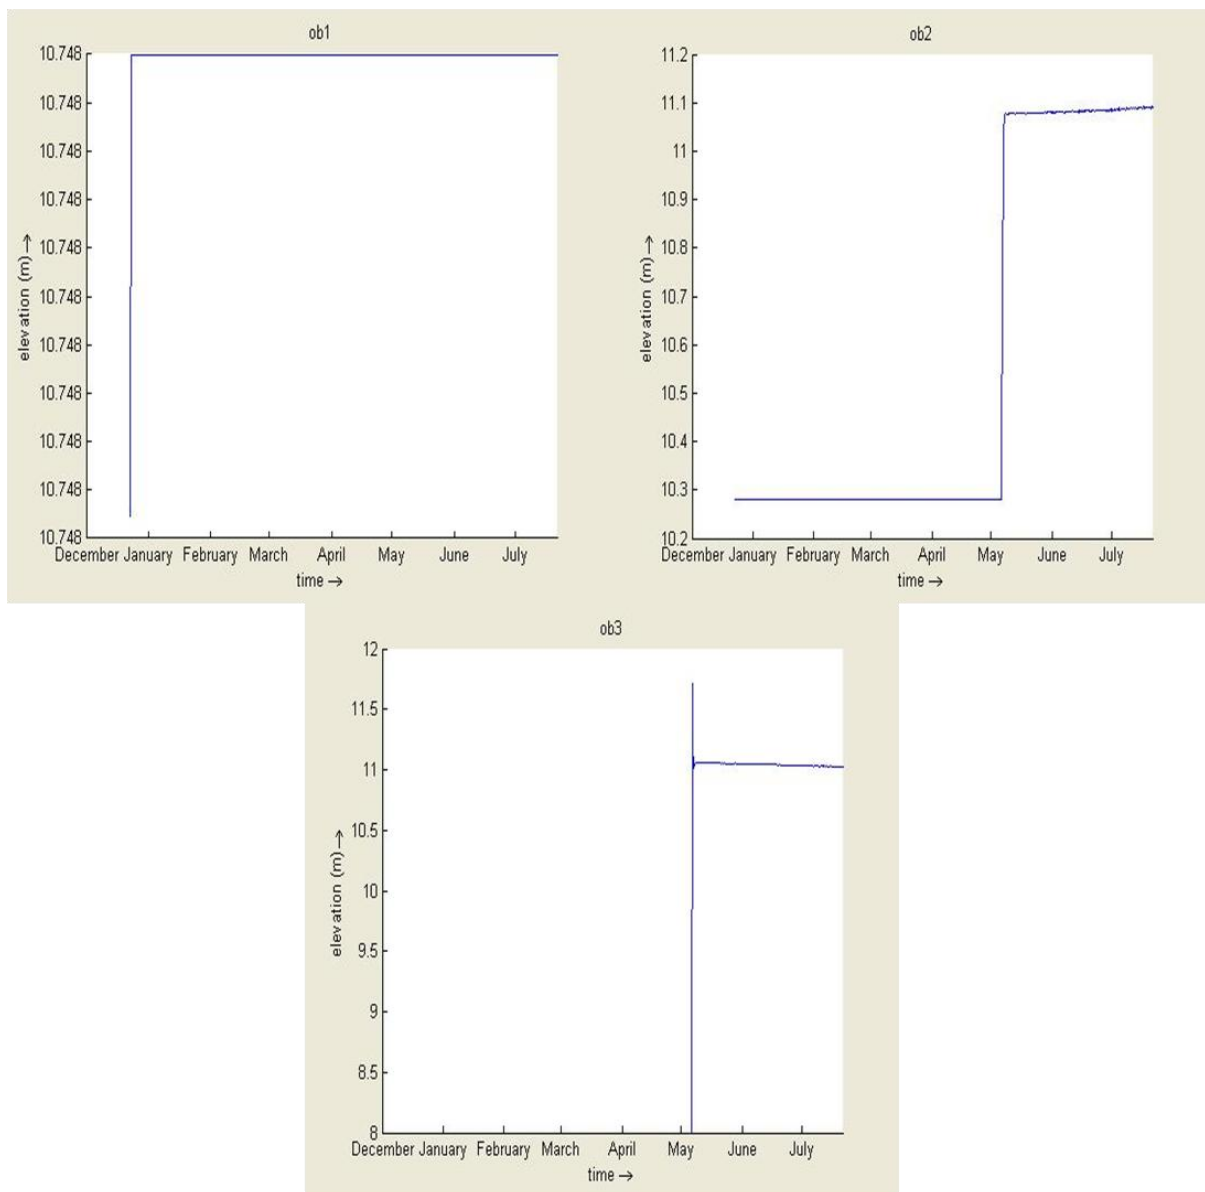 ob1
10.748
10.748
10.748
10.748
10.748
10.748
10.748
10.748
10.748
10.748
10.748
elevation (m) →
December January February March April May June July
time →
ob2
11.2
11.1
11
10.9
10.8
10.7
10.6
10.5
10.4
10.3
10.2
elevation (m) →
December January February March April May June July
time →
ob3
12
11.5
11
10.5
10
9.5
9
8.5
8
elevation (m) →
December January February March April May June July
time →